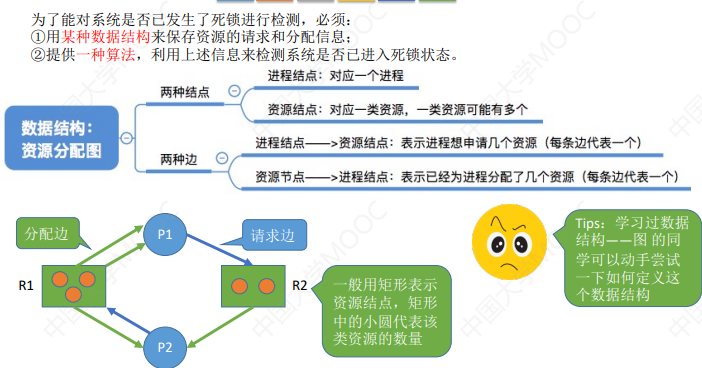 为了能对系统是否已发生了死锁进行检测，必须：
①用某种数据结构来保存资源的请求和分配信息；
②提供一种算法，利用上述信息来检测系统是否已进入死锁状态。
数据结构：
资源分配图
两种结点
进程结点：对应一个进程
资源结点：对应一类资源，一类资源可能有多个
两种边
进程结点——>资源结点：表示进程想申请几个资源（每条边代表一个）
资源节点——>进程结点：表示已经为进程分配了几个资源（每条边代表一个）
分配边
P1
请求边
R1
R2
P2
一般用矩形表示
资源结点，矩形
中的小圆代表该
类资源的数量
Tips：学习过数据
结构——图 的同
学可以动手尝试
一下如何定义这
个数据结构
中国大学MOOC